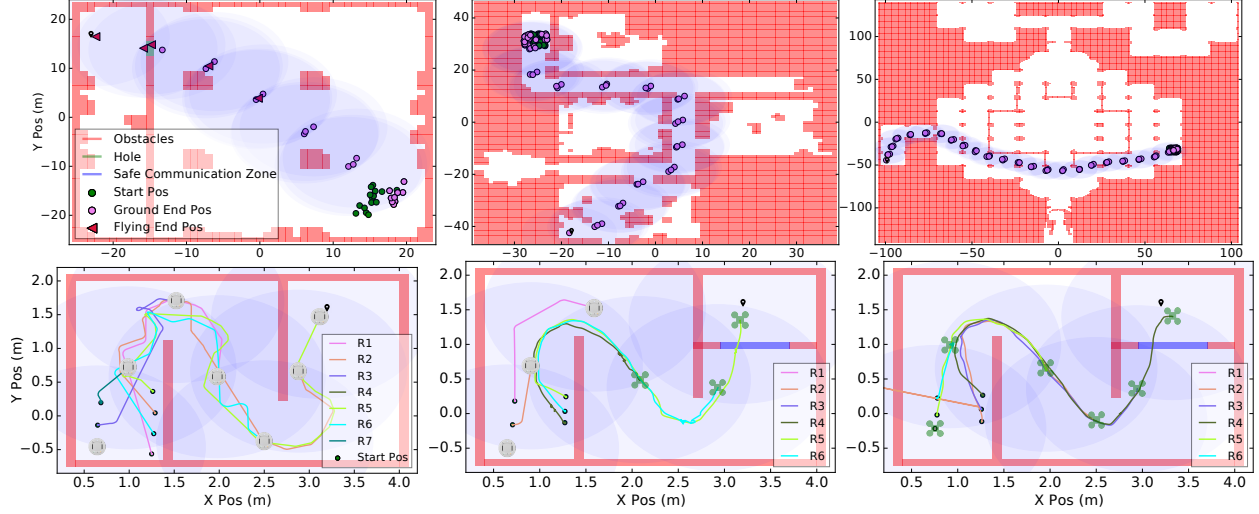 Y Pos (m)
20
10
0
−10
−20
−20
−10
0
10
20
Obstacles
Hole
Safe Communication Zone
Start Pos
Ground End Pos
Flying End Pos
40
20
0
−20
−40
−30
−20
−10
0
10
20
30
140
100
50
0
−50
−100
−100
−50
0
50
100
Y Pos (m)
2.0
1.5
1.0
0.5
0.0
−0.5
0.5
1.0
1.5
2.0
2.5
3.0
3.5
4.0
X Pos (m)
R1
R2
R3
R4
R5
R6
R7
Start Pos
2.0
1.5
1.0
0.5
0.0
−0.5
0.5
1.0
1.5
2.0
2.5
3.0
3.5
4.0
X Pos (m)
R1
R2
R3
R4
R5
R6
2.0
1.5
1.0
0.5
0.0
−0.5
0.5
1.0
1.5
2.0
2.5
3.0
3.5
4.0
X Pos (m)
R1
R2
R3
R4
R5
R6